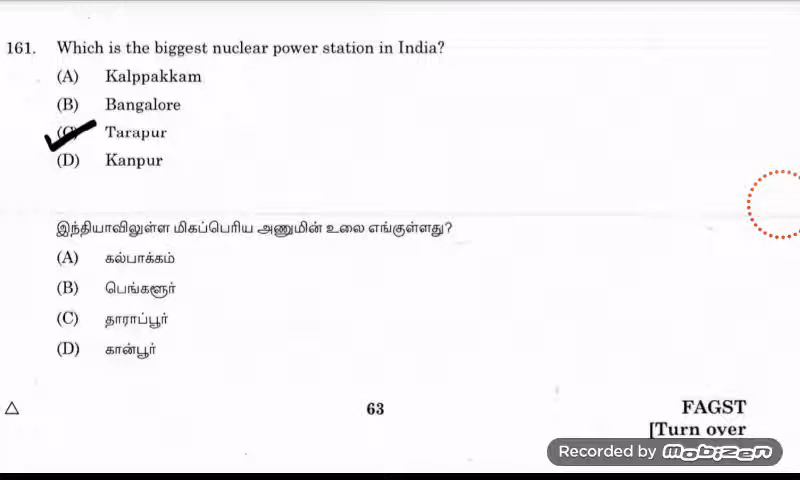 161. Which is the biggest nuclear power station in India?
(A) Kalppakkam
(B) Bangalore
(C) Tarapur
(D) Kanpur
இந்தியாவிலுள்ள மிகப்பெரிய அணுமின் உலை எங்குள்ளது?
(A) கல்பாக்கம்
(B) பெங்களூர்
(C) தாராப்பூர்
(D) கான்பூர்
△ 63 FAGST
[Turn over
Recorded by mobizen